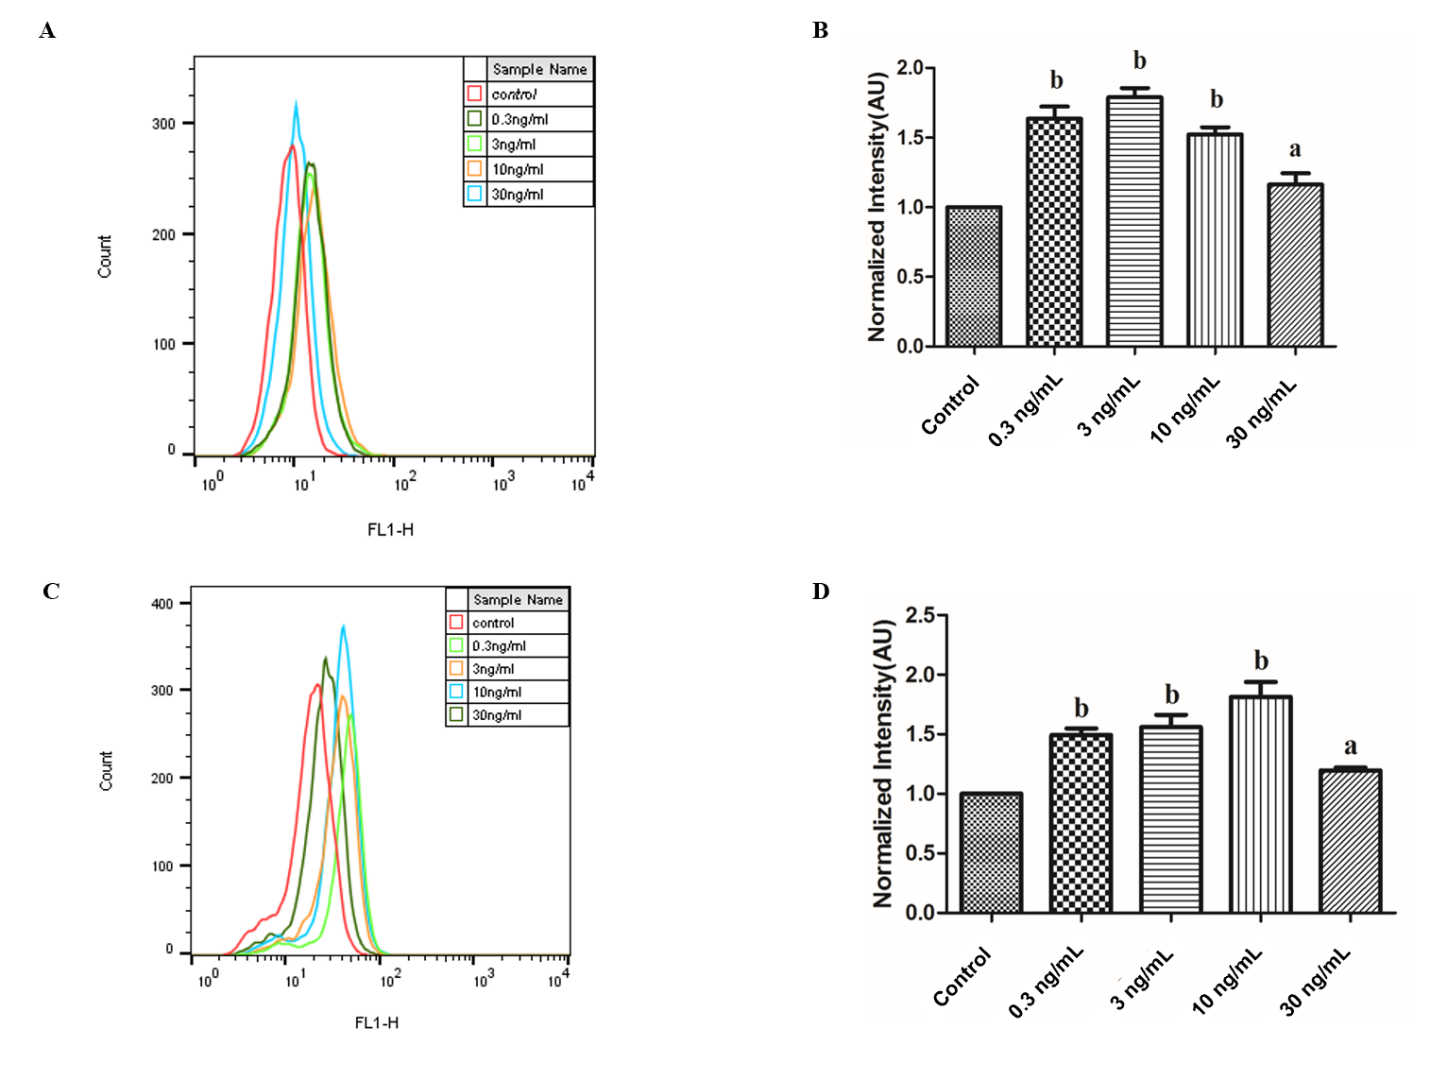 A
Sample Name
control
0.3ng/ml
3ng/ml
10ng/ml
30ng/ml
300
200
100
0
Count
10^0 10^1 10^2 10^3 10^4
FL1-H
B
Normalized Intensity(AU)
2.0
1.5
1.0
0.5
0.0
b
b
b
a
Control
0.3 ng/mL
3 ng/mL
10 ng/mL
30 ng/mL
C
Sample Name
control
0.3ng/ml
3ng/ml
10ng/ml
30ng/ml
400
300
200
100
0
Count
10^0 10^1 10^2 10^3 10^4
FL1-H
D
Normalized Intensity(AU)
2.5
2.0
1.5
1.0
0.5
0.0
b
b
b
a
Control
0.3 ng/mL
3 ng/mL
10 ng/mL
30 ng/mL